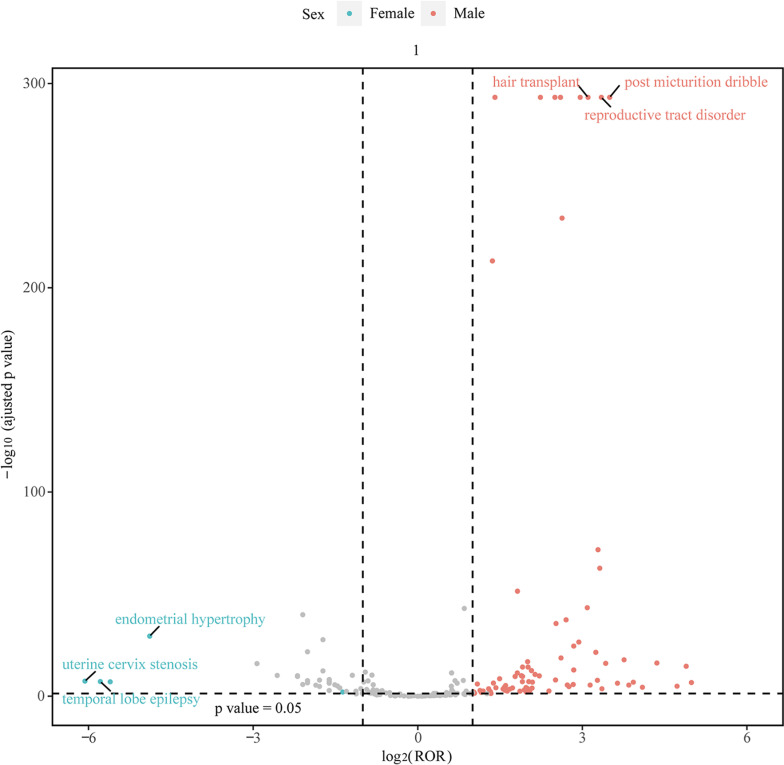 Sex Female Male
1
300
hair transplant post micturition dribble
reproductive tract disorder
200
−log10 (ajusted p value)
100
endometrial hypertrophy
uterine cervix stenosis
temporal lobe epilepsy
0
p value = 0.05
−6 −3 0 3 6
log2(ROR)